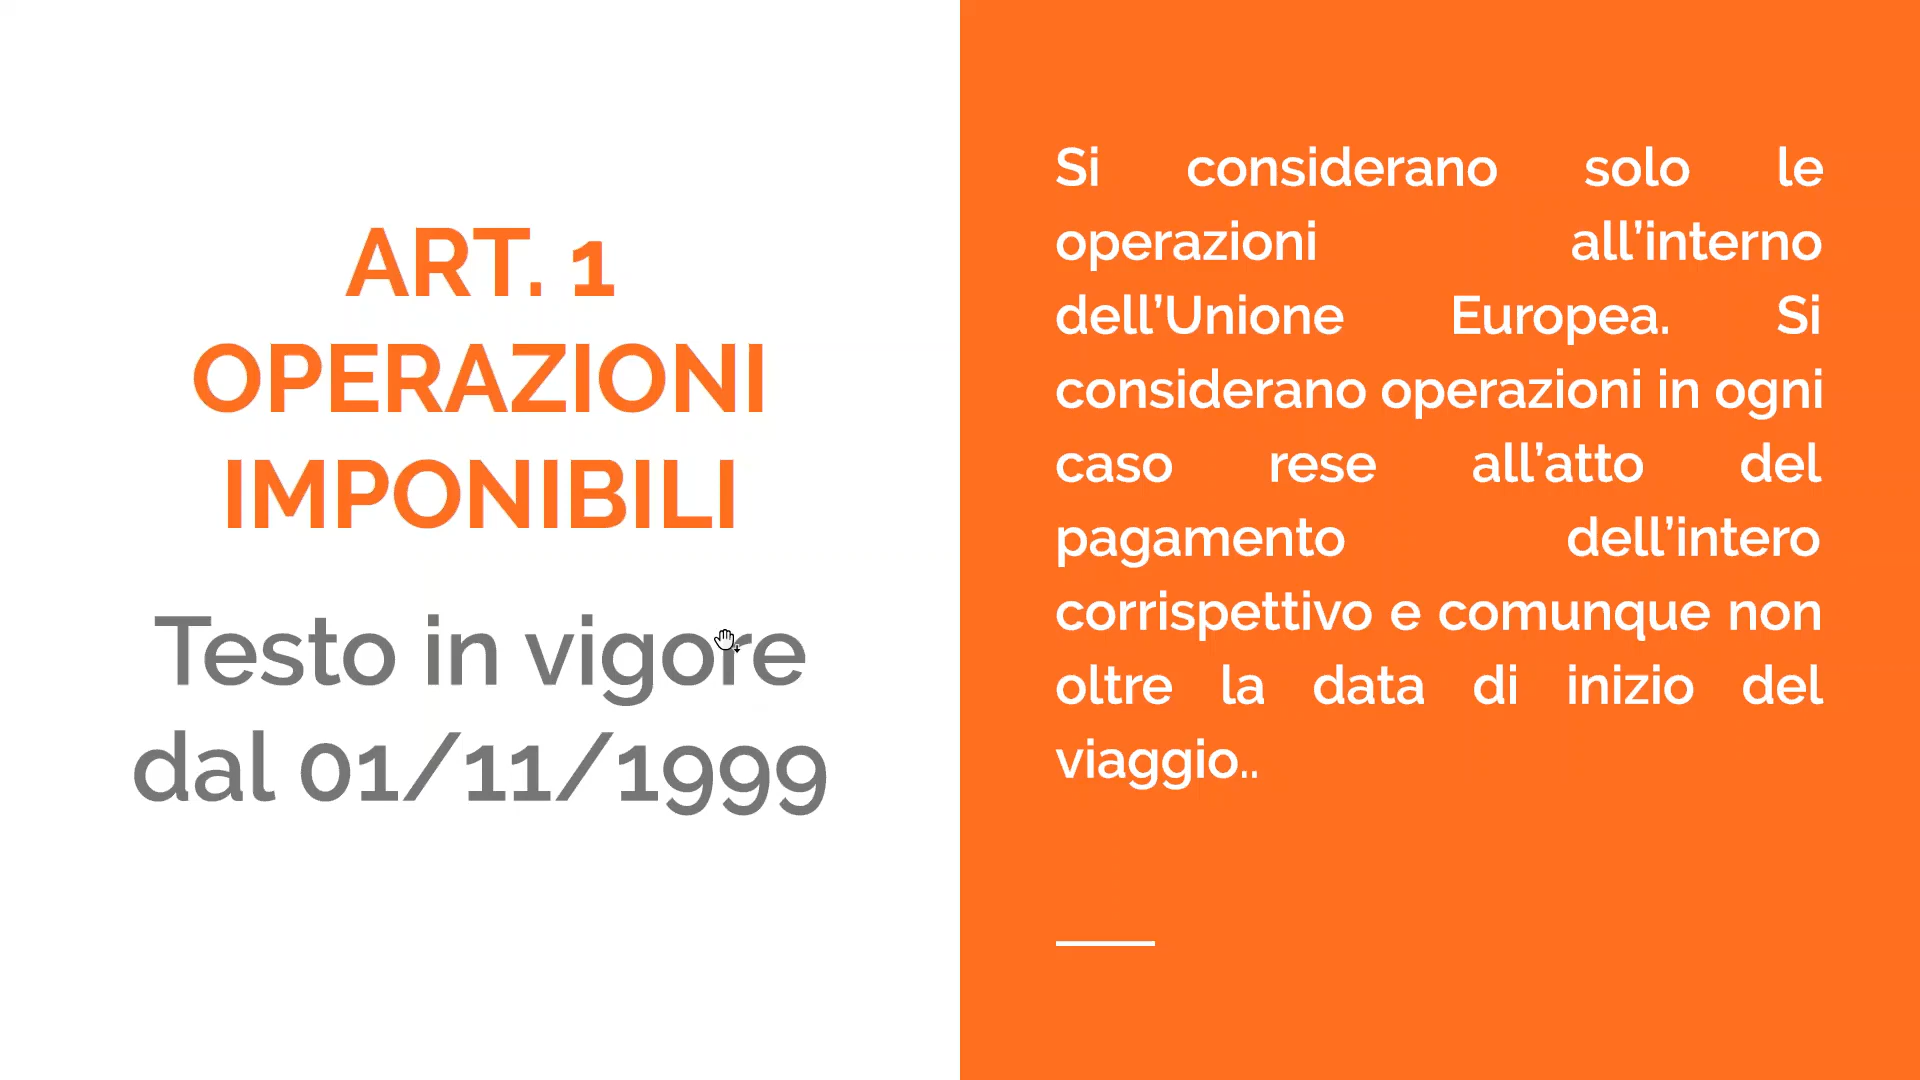 ART. 1
OPERAZIONI
IMPONIBILI
Testo in vigore
dal 01/11/1999
Si considerano solo le
operazioni all’interno
dell’Unione Europea. Si
considerano operazioni in ogni
caso rese all’atto del
pagamento dell’intero
corrispettivo e comunque non
oltre la data di inizio del
viaggio..